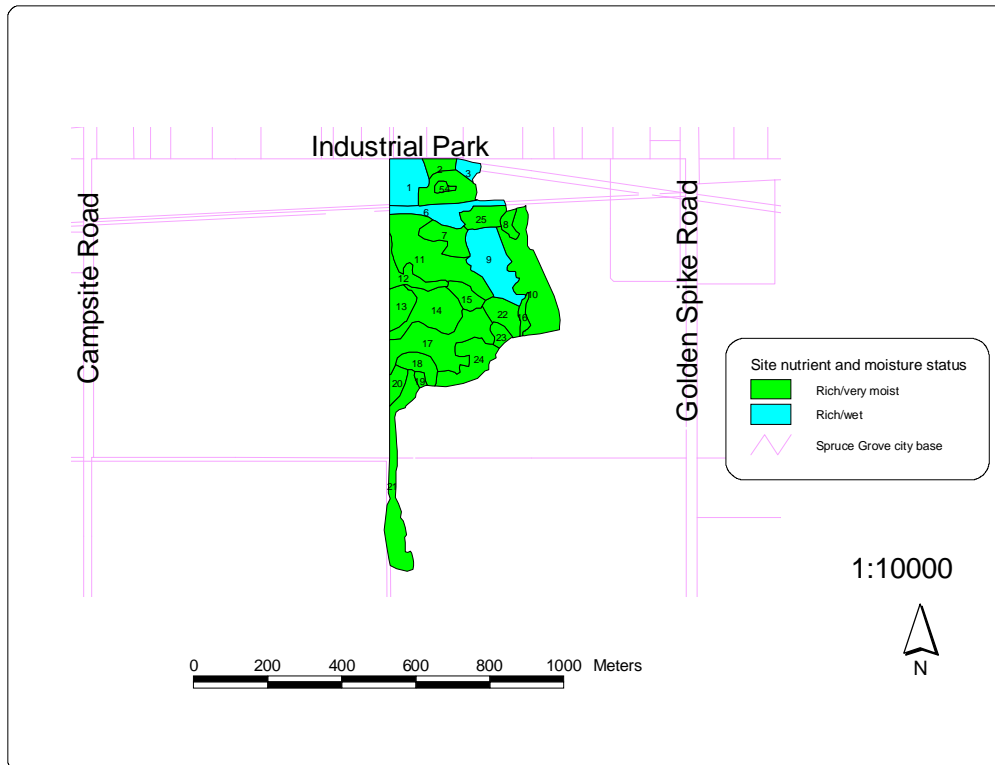 Industrial Park
1
2
3
54
6
25
8
7
9
11
12
10
13
14
15
22
16
23
17
24
18
19
20
21
Campsite Road
Golden Spike Road
Site nutrient and moisture status
Rich/very moist
Rich/wet
Spruce Grove city base
1:10000
N
0 200 400 600 800 1000 Meters